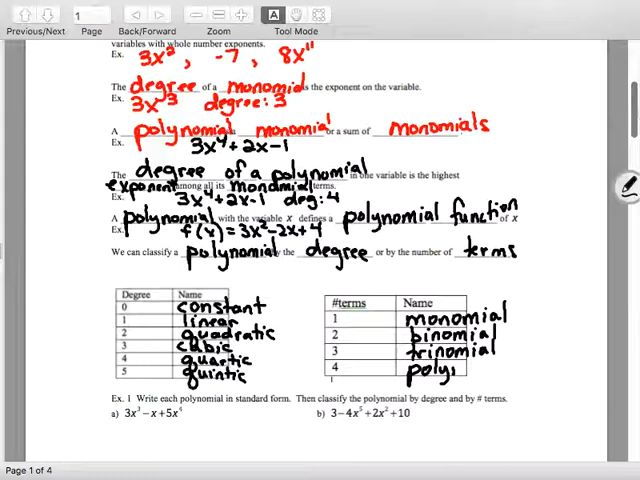 1
Previous/Next Page Zoom Tool Mode
variables with whole number exponents.
Ex. 3x², -7, 8x¹¹
The degree of a monomial is the exponent on the variable.
Ex. 3x³ degree: 3
A polynomial monomial or a sum of monomials
Ex. 3x⁴+2x-1
The degree of a polynomial in one variable is the highest
exponent among all its monomial terms.
Ex. 3x⁴+2x-1 deg: 4
A polynomial with the variable x defines a polynomial function of x
Ex. f(x)=3x²-2x+4
We can classify a polynomial by the degree or by the number of terms
Degree Name
0 constant
1 linear
2 quadratic
3 cubic
4 quartic
5 quintic
#terms Name
1 monomial
2 binomial
3 trinomial
4 poly
Ex. 1 Write each polynomial in standard form. Then classify the polynomial by degree and by # terms.
a) 3x³ – x + 5x⁴ b) 3 – 4x⁵ + 2x² + 10
Page 1 of 4